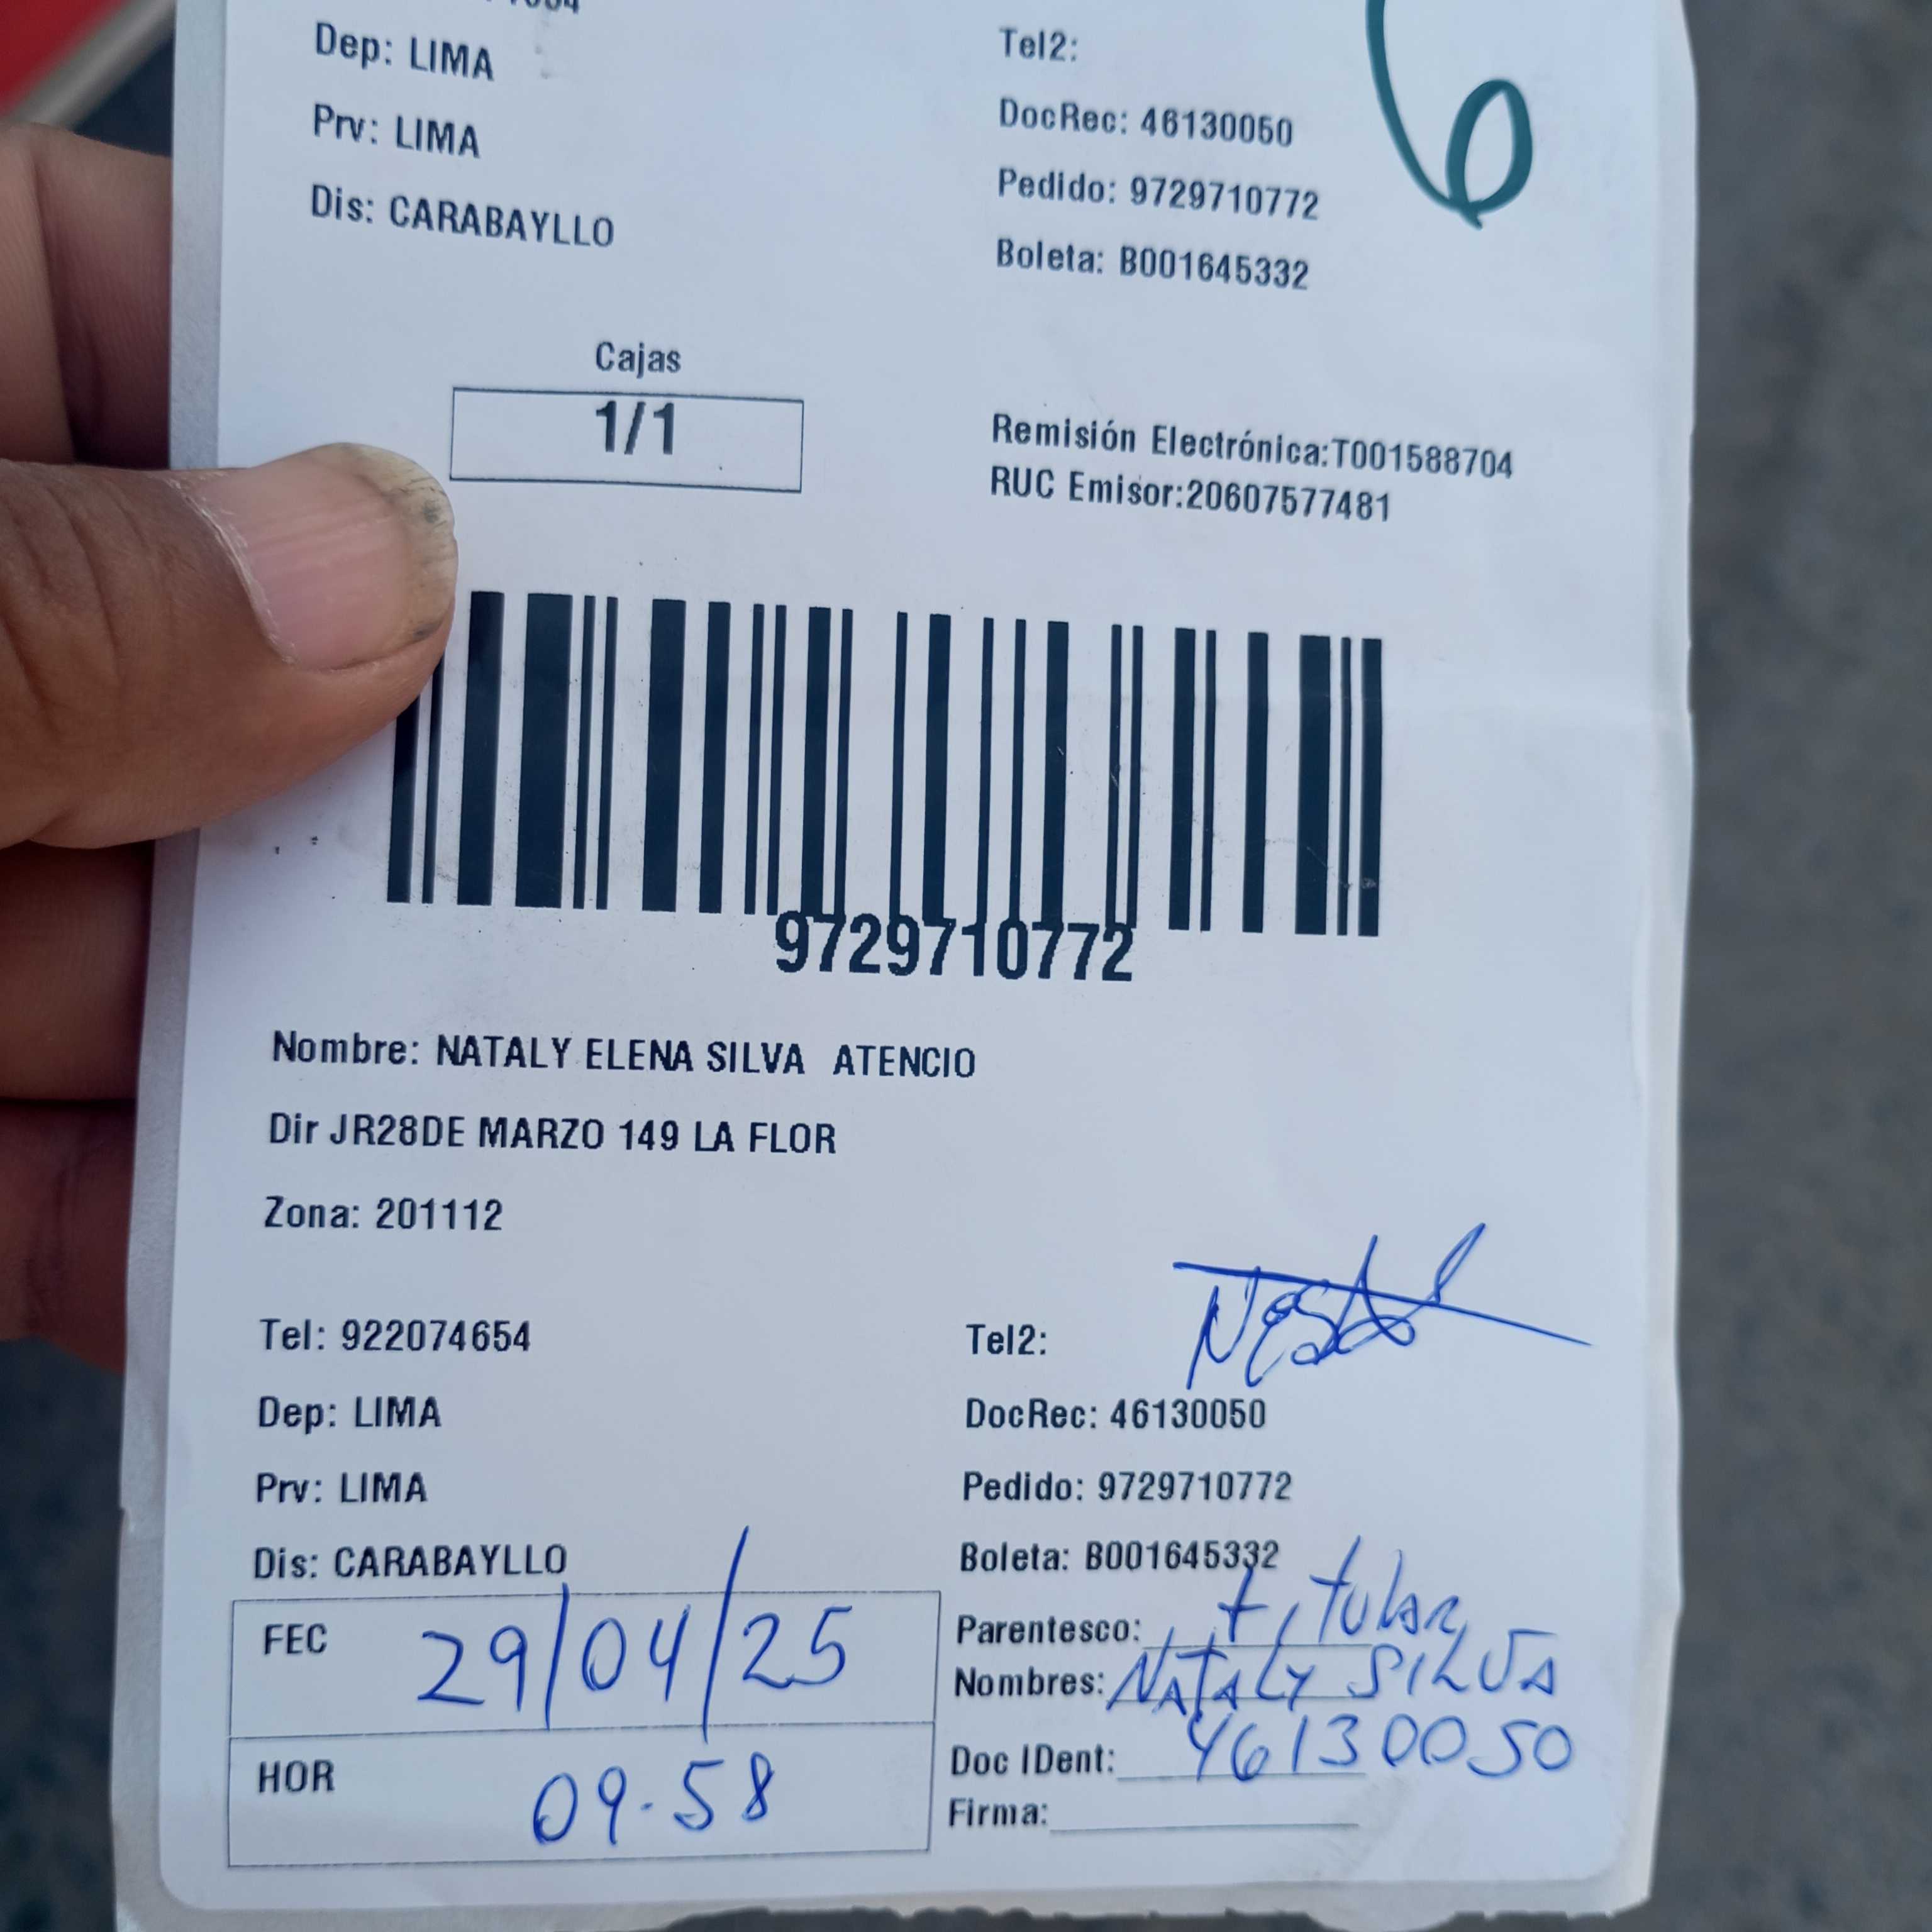 Dep: LIMA
Prv: LIMA
Dis: CARABAYLLO
Tel2:
DocRec: 46130050
Pedido: 9729710772
Boleta: B001645332
6
Cajas
1/1
Remisión Electrónica:T001588704
RUC Emisor:20607577481
9729710772
Nombre: NATALY ELENA SILVA ATENCIO
Dir JR28DE MARZO 149 LA FLOR
Zona: 201112
Tel: 922074654
Dep: LIMA
Prv: LIMA
Dis: CARABAYLLO
Tel2:
DocRec: 46130050
Pedido: 9729710772
Boleta: B001645332
FEC 29/04/25
HOR 09.58
Parentesco: titular
Nombres: NATALY SILVA
Doc IDent: 46130050
Firma: